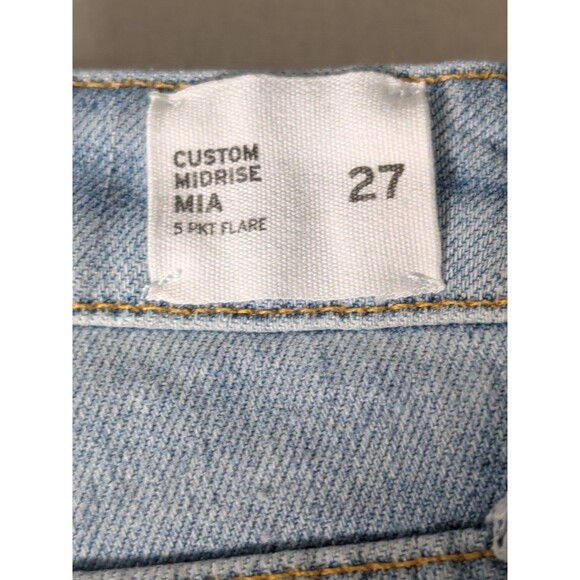 CUSTOM
MIDRISE
MIA
5 PKT FLARE
27